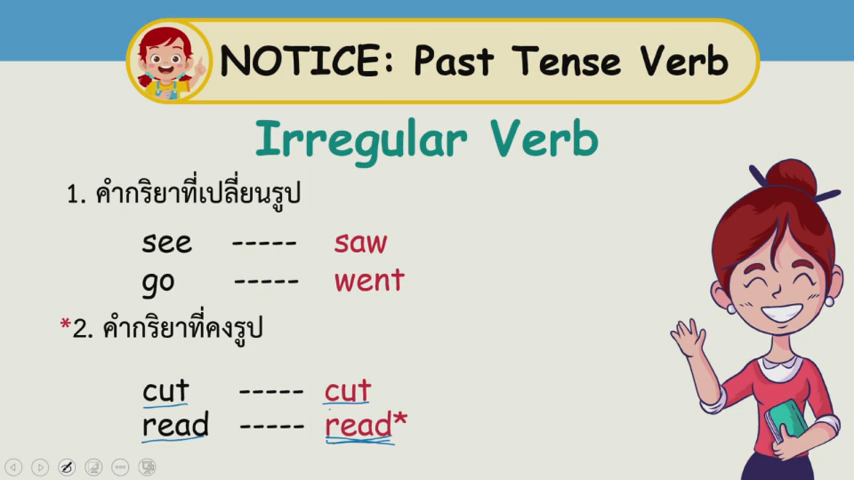 NOTICE: Past Tense Verb
Irregular Verb
1. คำกริยาที่เปลี่ยนรูป
see ----- saw
go ----- went
*2. คำกริยาที่คงรูป
cut ----- cut
read ----- read*